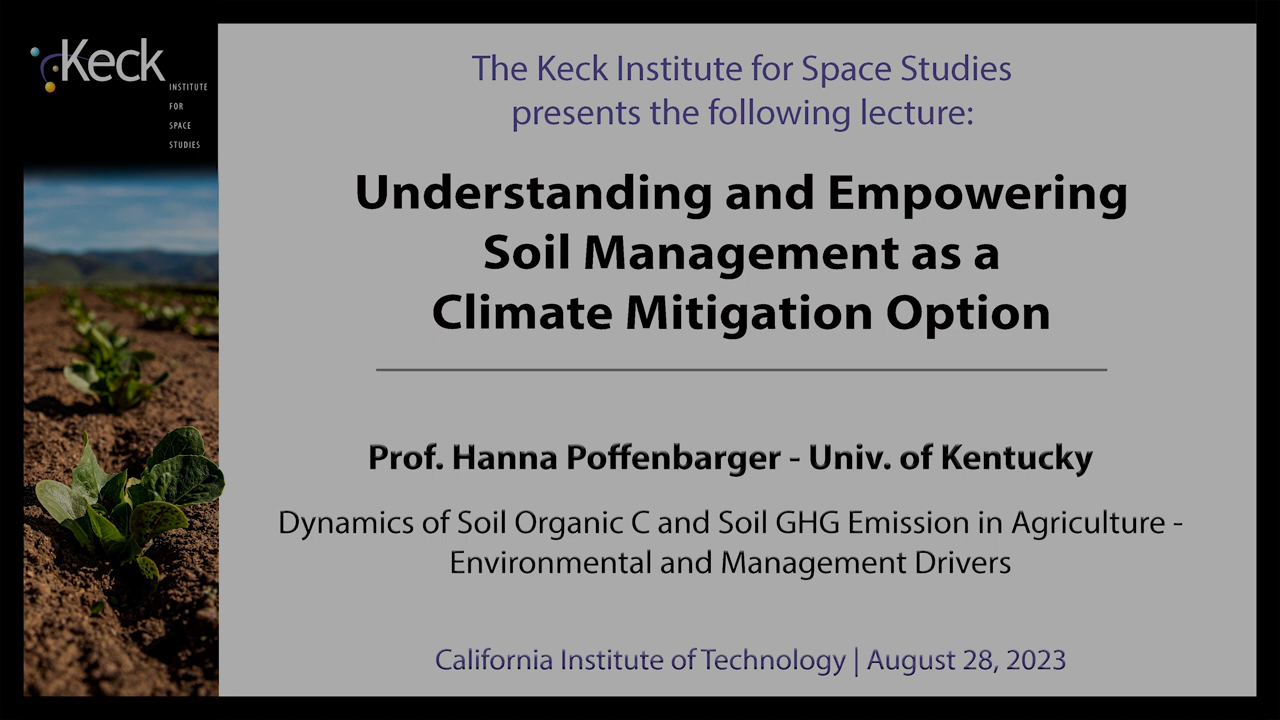 Keck
INSTITUTE
FOR
SPACE
STUDIES
The Keck Institute for Space Studies
presents the following lecture:
Understanding and Empowering
Soil Management as a
Climate Mitigation Option
Prof. Hanna Poffenbarger - Univ. of Kentucky
Dynamics of Soil Organic C and Soil GHG Emission in Agriculture -
Environmental and Management Drivers
California Institute of Technology | August 28, 2023